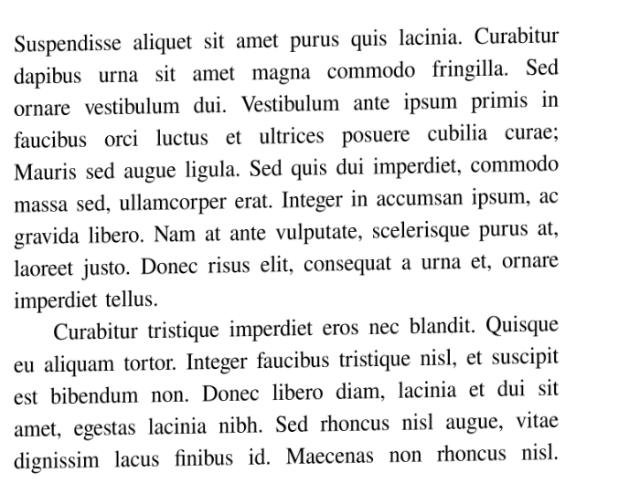 Suspendisse aliquet sit amet purus quis lacinia. Curabitur
dapibus urna sit amet magna commodo fringilla. Sed
ornare vestibulum dui. Vestibulum ante ipsum primis in
faucibus orci luctus et ultrices posuere cubilia curae;
Mauris sed augue ligula. Sed quis dui imperdiet, commodo
massa sed, ullamcorper erat. Integer in accumsan ipsum, ac
gravida libero. Nam at ante vulputate, scelerisque purus at,
laoreet justo. Donec risus elit, consequat a urna et, ornare
imperdiet tellus.
Curabitur tristique imperdiet eros nec blandit. Quisque
eu aliquam tortor. Integer faucibus tristique nisl, et suscipit
est bibendum non. Donec libero diam, lacinia et dui sit
amet, egestas lacinia nibh. Sed rhoncus nisl augue, vitae
dignissim lacus finibus id. Maecenas non rhoncus nisl.